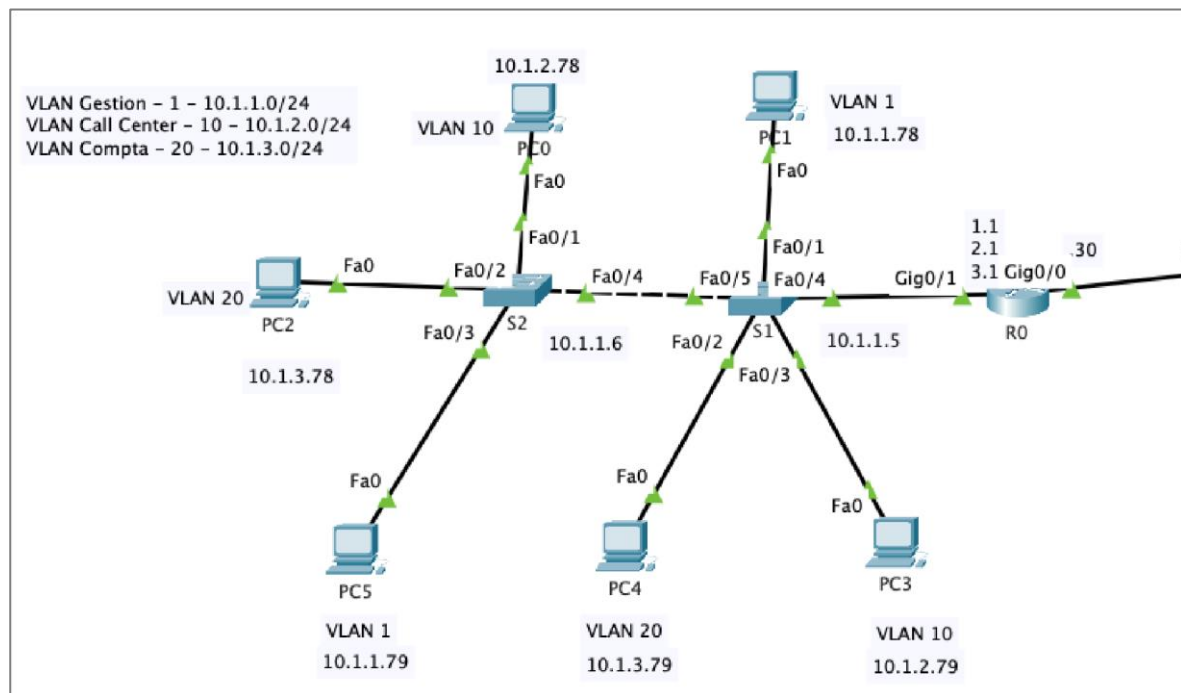 VLAN Gestion - 1 - 10.1.1.0/24
VLAN Call Center - 10 - 10.1.2.0/24
VLAN Compta - 20 - 10.1.3.0/24
10.1.2.78
VLAN 10
PC0
Fa0
Fa0/1
VLAN 1
10.1.1.78
PC1
Fa0
Fa0/1
VLAN 20
PC2
10.1.3.78
Fa0
Fa0/2
Fa0/3
S2
Fa0/4
10.1.1.6
Fa0/5
Fa0/4
S1
10.1.1.5
Fa0/2
Fa0/3
Gig0/1
1.1
2.1
3.1
Gig0/0
.30
R0
Fa0
PC5
VLAN 1
10.1.1.79
Fa0
PC4
VLAN 20
10.1.3.79
Fa0
PC3
VLAN 10
10.1.2.79